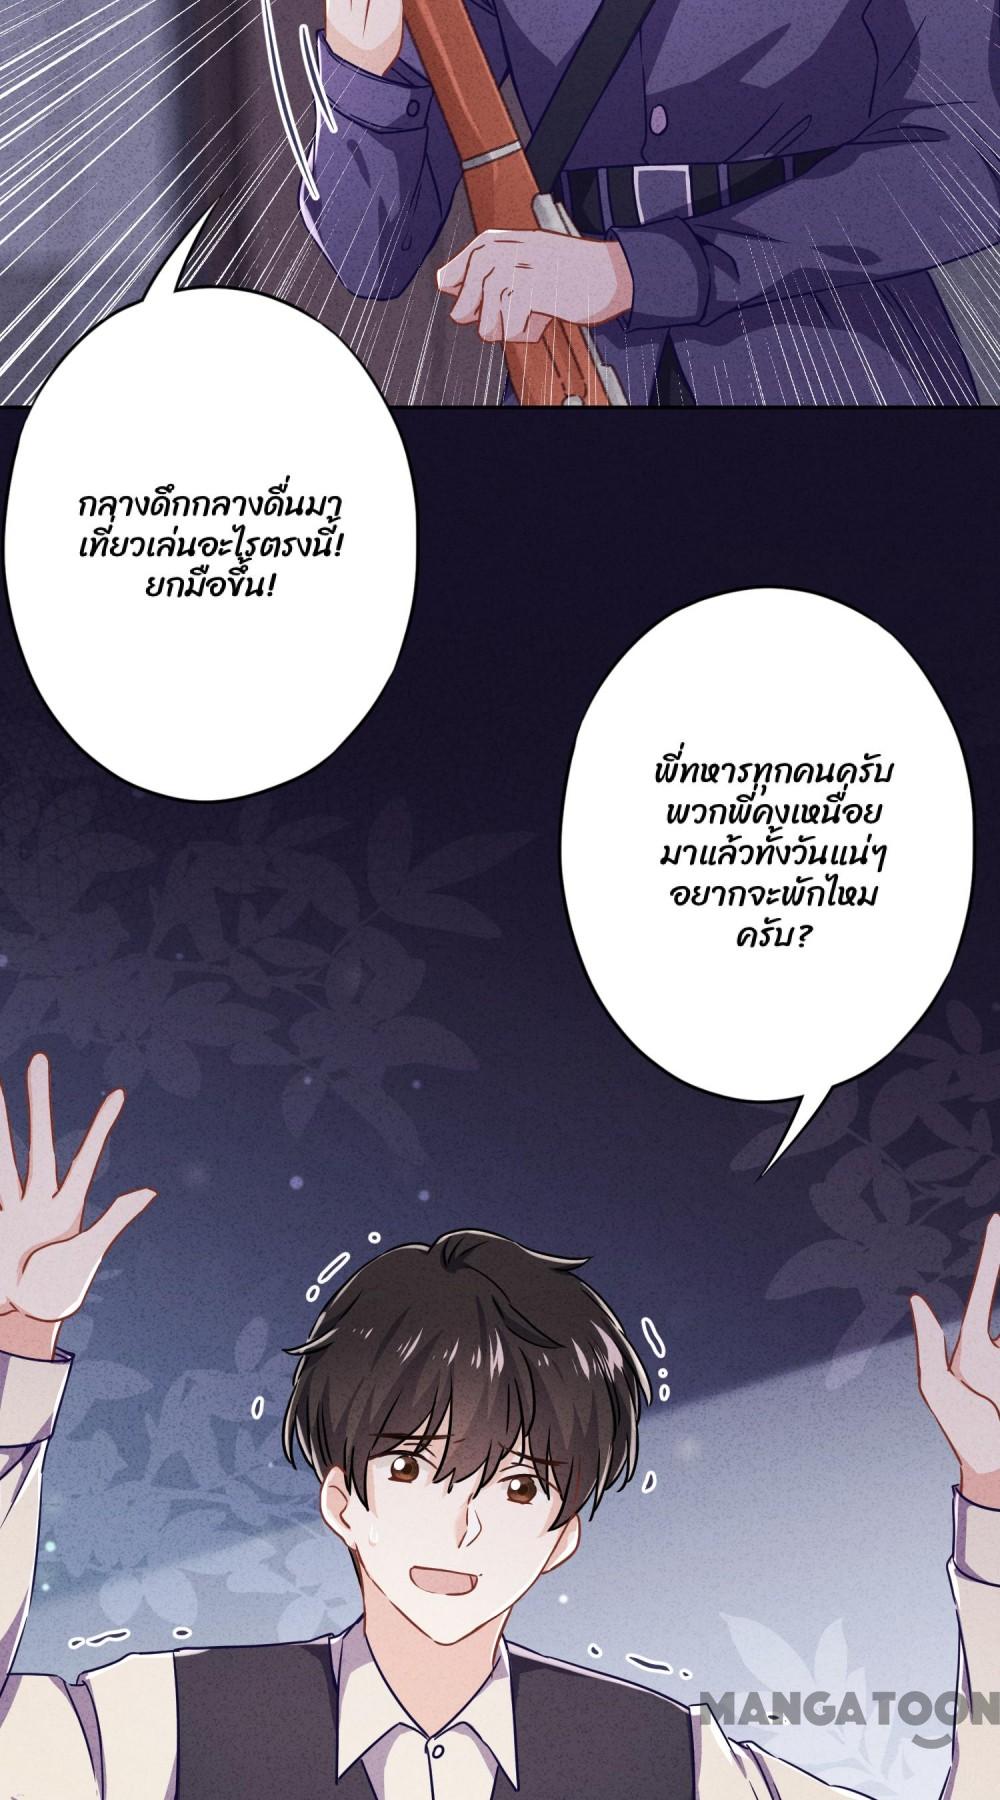 กลางดึกกลางดื่นมา
เที่ยวเล่นอะไรตรงนี้!
ยกมือขึ้น!
พี่ทหารทุกคนครับ
พวกพี่คงเหนื่อย
มาแล้วทั้งวันแน่ๆ
อยากจะพักไหม
ครับ?
MANGATOON